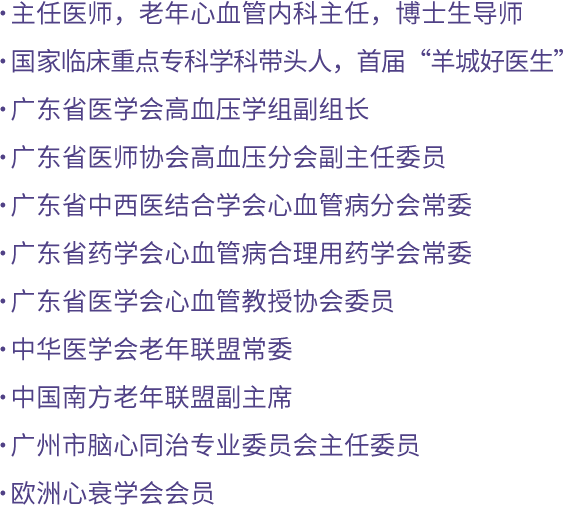 ·主任医师，老年心血管内科主任，博士生导师
·国家临床重点专科学科带头人，首届“羊城好医生”
·广东省医学会高血压学组副组长
·广东省医师协会高血压分会副主任委员
·广东省中西医结合学会心血管病分会常委
·广东省药学会心血管病合理用药学会常委
·广东省医学会心血管教授协会委员
·中华医学会老年联盟常委
·中国南方老年联盟副主席
·广州市脑心同治专业委员会主任委员
·欧洲心衰学会会员